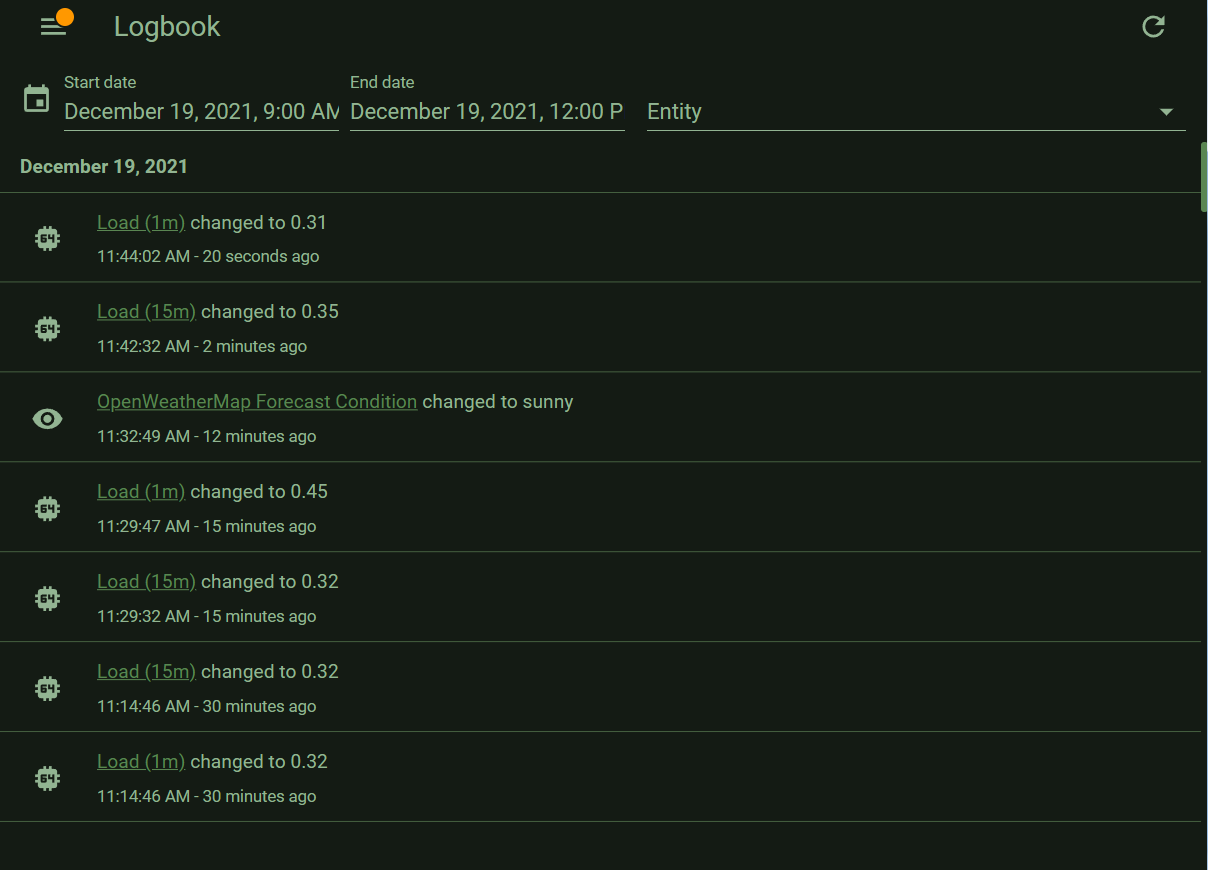 Logbook
Start date
End date
December 19, 2021, 9:00 AM
December 19, 2021, 12:00 P
Entity
December 19, 2021
Load (1m) changed to 0.31
64
11:44:02 AM - 20 seconds ago
Load (15m) changed to 0.35
64
11:42:32 AM - 2 minutes ago
OpenWeatherMap Forecast Condition changed to sunny
11:32:49 AM - 12 minutes ago
Load (1m) changed to 0.45
64
11:29:47 AM - 15 minutes ago
Load (15m) changed to 0.32
64
11:29:32 AM - 15 minutes ago
Load (15m) changed to 0.32
64
11:14:46 AM - 30 minutes ago
Load (1m) changed to 0.32
64
11:14:46 AM - 30 minutes ago